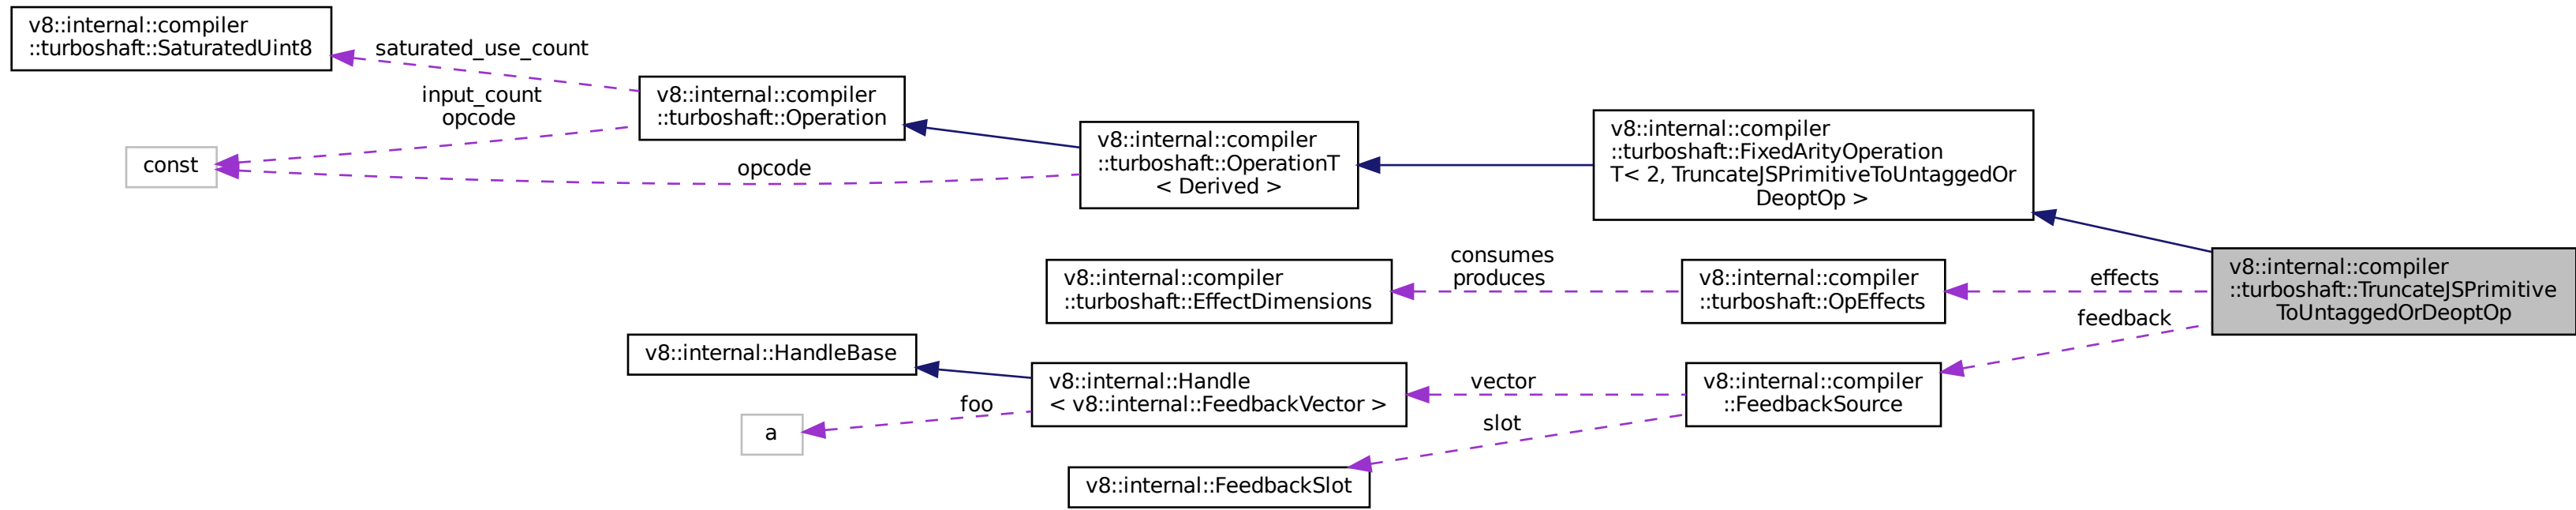 v8::internal::compiler
::turboshaft::SaturatedUint8
saturated_use_count
input_count
opcode
const
v8::internal::compiler
::turboshaft::Operation
opcode
v8::internal::compiler
::turboshaft::OperationT
< Derived >
v8::internal::compiler
::turboshaft::FixedArityOperation
T< 2, TruncateJSPrimitiveToUntaggedOr
DeoptOp >
v8::internal::compiler
::turboshaft::EffectDimensions
consumes
produces
v8::internal::compiler
::turboshaft::OpEffects
effects
feedback
v8::internal::compiler
::turboshaft::TruncateJSPrimitive
ToUntaggedOrDeoptOp
v8::internal::HandleBase
a
foo
v8::internal::Handle
< v8::internal::FeedbackVector >
vector
slot
v8::internal::compiler
::FeedbackSource
v8::internal::FeedbackSlot